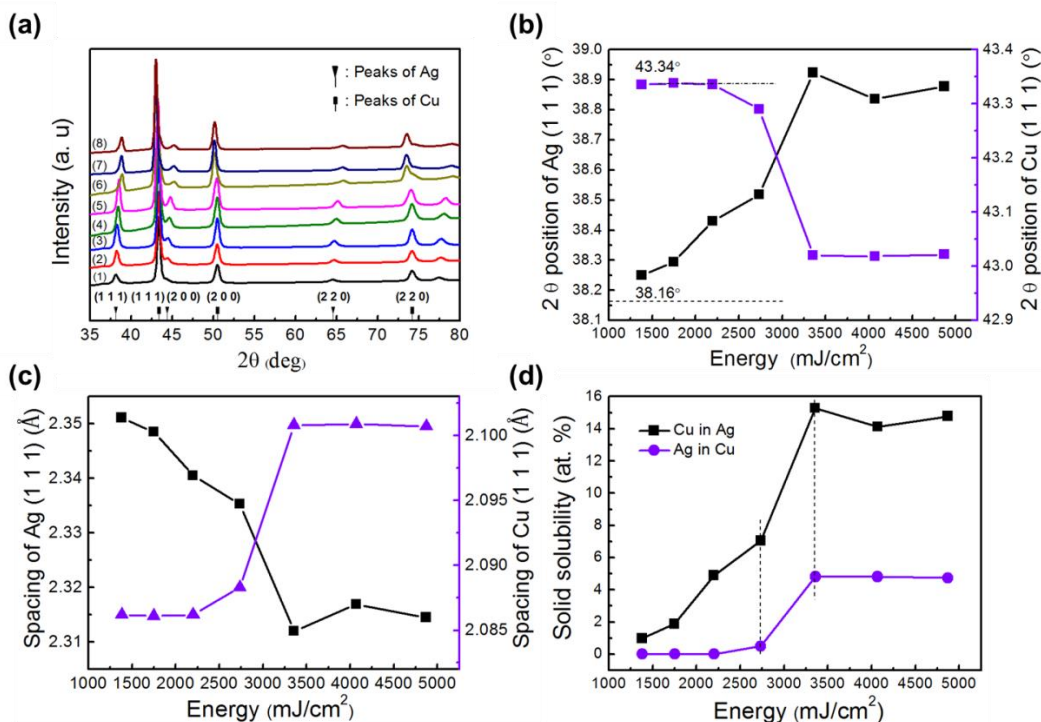 (a)
Intensity (a. u)
: Peaks of Ag
: Peaks of Cu
(8)
(7)
(6)
(5)
(4)
(3)
(2)
(1)
(1 1 1) (1 1 1) (2 0 0) (2 0 0) (2 2 0) (2 2 0)
35 40 45 50 55 60 65 70 75 80
2θ (deg)
(b)
2 θ position of Ag (1 1 1) (°)
39.0
38.9
38.8
38.7
38.6
38.5
38.4
38.3
38.2
38.1
43.34°
38.16°
43.4
43.3
43.2
43.1
43.0
42.9
2 θ position of Cu (1 1 1) (°)
1000 1500 2000 2500 3000 3500 4000 4500 5000
Energy (mJ/cm²)
(c)
Spacing of Ag (1 1 1) (Å)
2.35
2.34
2.33
2.32
2.31
2.100
2.095
2.090
2.085
Spacing of Cu (1 1 1) (Å)
1000 1500 2000 2500 3000 3500 4000 4500 5000
Energy (mJ/cm²)
(d)
Solid solubility (at. %)
16
14
12
10
8
6
4
2
0
Cu in Ag
Ag in Cu
1000 1500 2000 2500 3000 3500 4000 4500 5000
Energy (mJ/cm²)